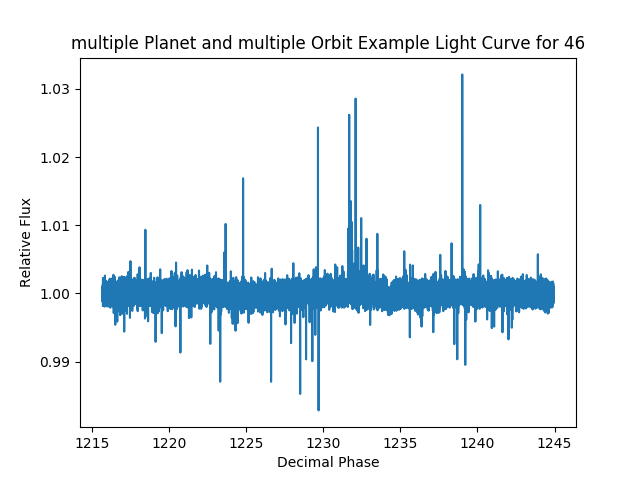 multiple Planet and multiple Orbit Example Light Curve for 46
1.03
1.02
1.01
1.00
0.99
Relative Flux
1215 1220 1225 1230 1235 1240 1245
Decimal Phase